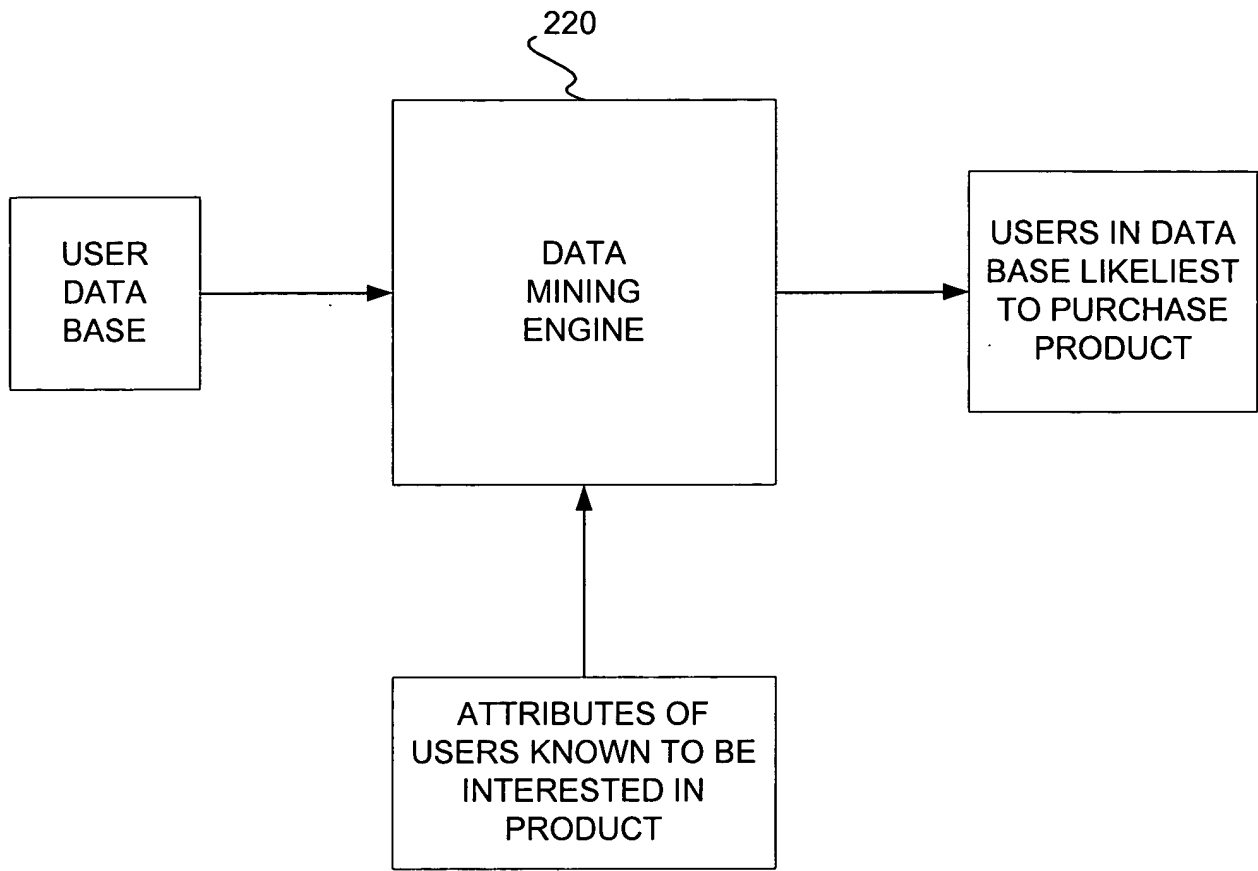 220
USER
DATA
BASE
DATA
MINING
ENGINE
USERS IN DATA
BASE LIKELIEST
TO PURCHASE
PRODUCT
ATTRIBUTES OF
USERS KNOWN TO BE
INTERESTED IN
PRODUCT